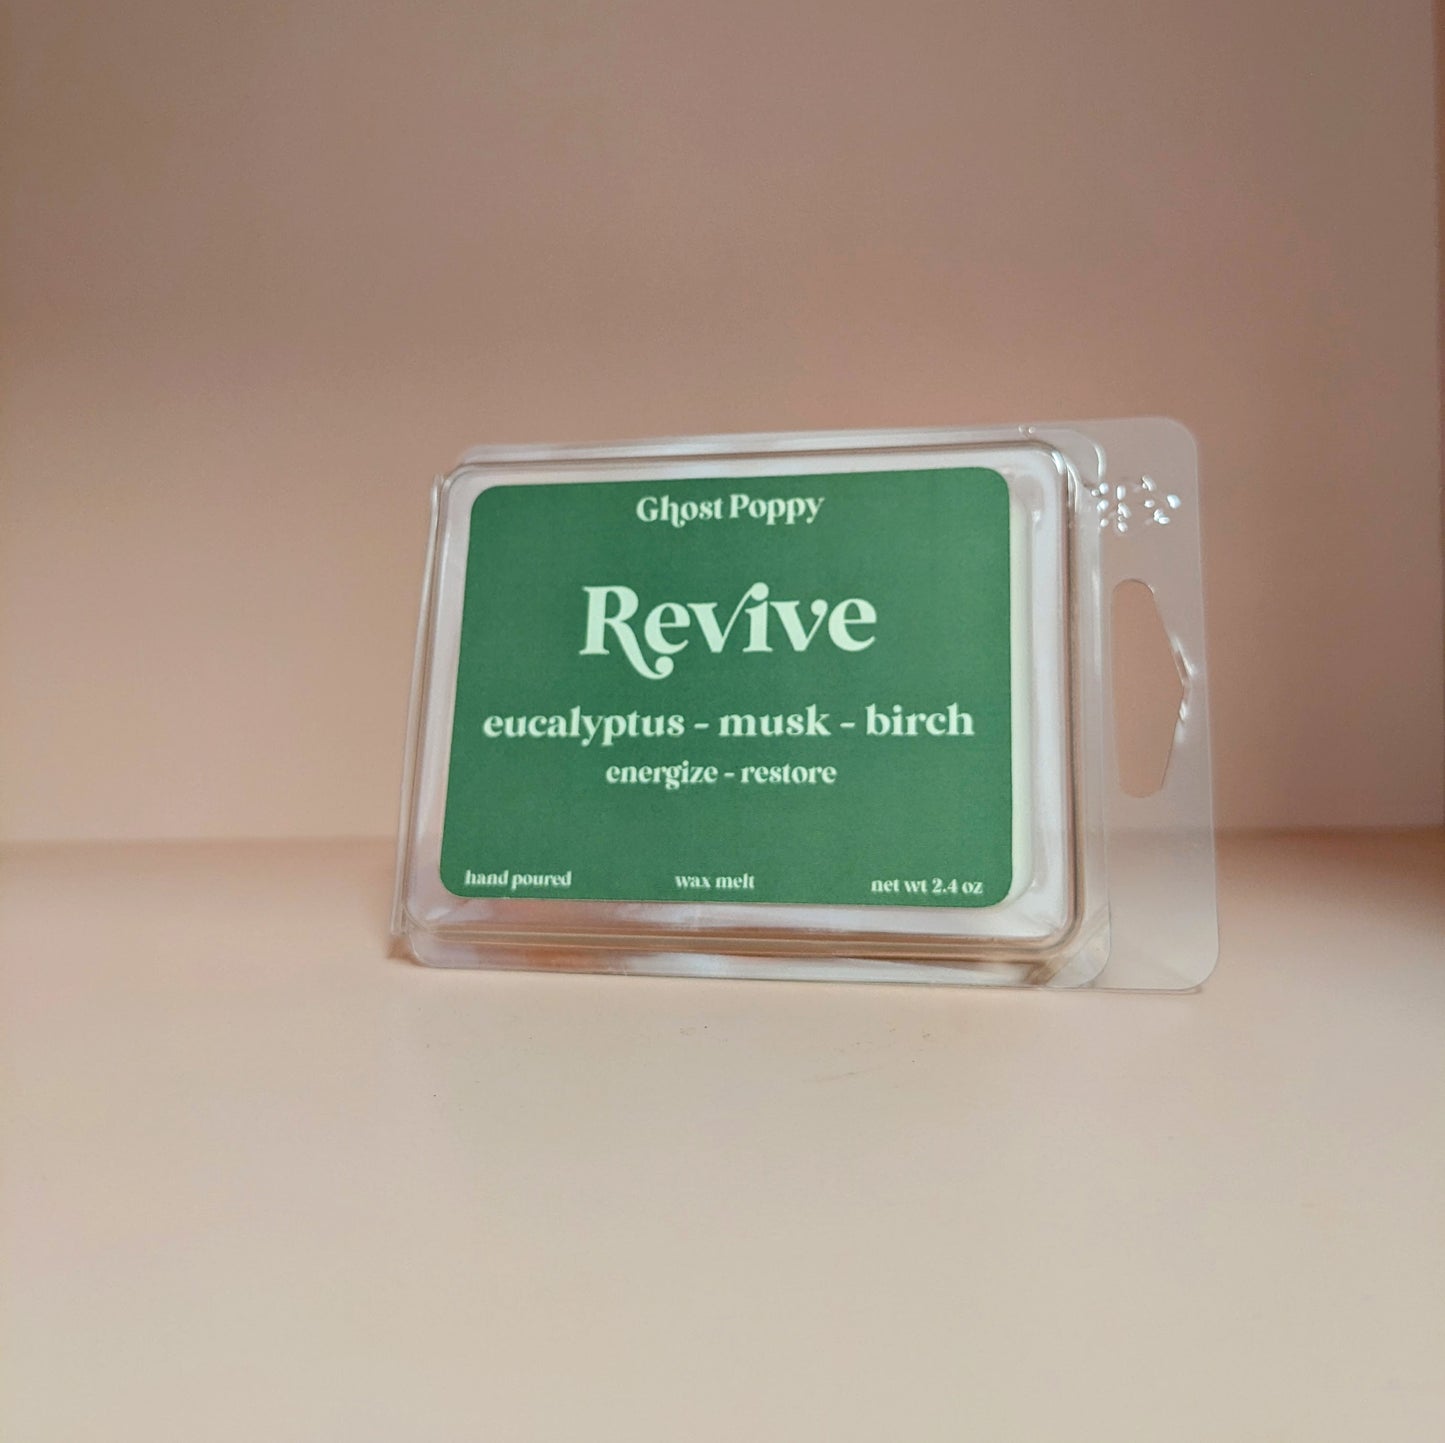 Ghost Poppy
Revive
eucalyptus - musk - birch
energize - restore
hand poured wax melt net wt 2.4 oz